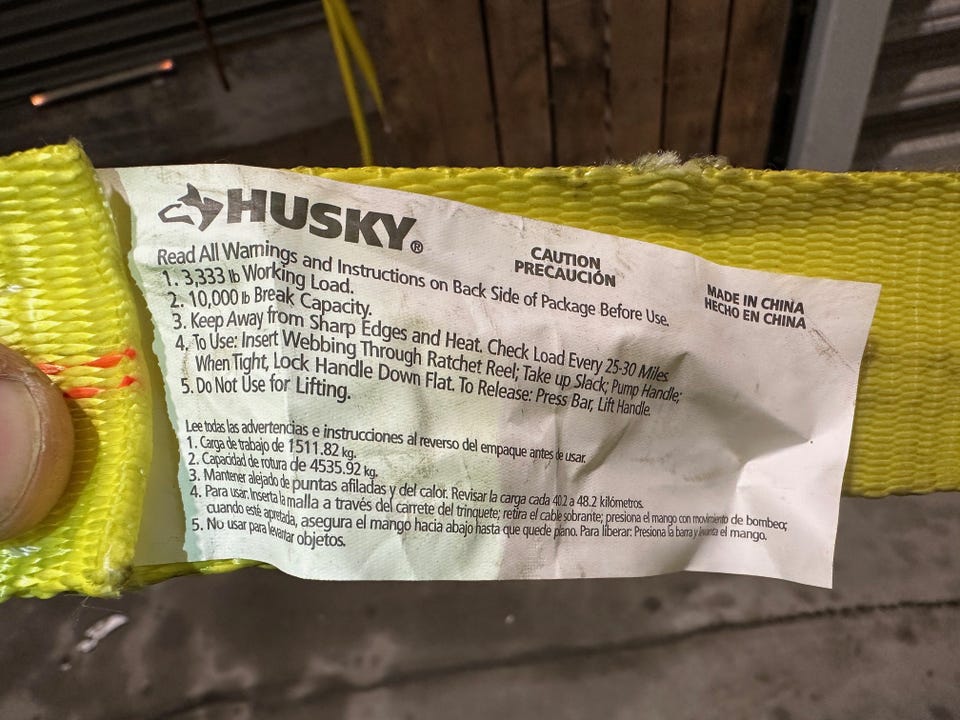 HUSKY®
CAUTION
PRECAUCIÓN
MADE IN CHINA
HECHO EN CHINA
Read All Warnings and Instructions on Back Side of Package Before Use.
1. 3,333 lb Working Load.
2. 10,000 lb Break Capacity.
3. Keep Away from Sharp Edges and Heat. Check Load Every 25-30 Miles.
4. To Use: Insert Webbing Through Ratchet Reel; Take up Slack; Pump Handle;
When Tight, Lock Handle Down Flat. To Release: Press Bar, Lift Handle.
5. Do Not Use for Lifting.
Lee todas las advertencias e instrucciones al reverso del empaque antes de usar.
1. Carga de trabajo de 1511.82 kg.
2. Capacidad de rotura de 4535.92 kg.
3. Mantener alejado de puntas afiladas y del calor. Revisar la carga cada 40.2 a 48.2 kilómetros.
4. Para usar: Inserta la malla a través del carrete del trinquete; retira el cable sobrante; presiona el mango con movimiento de bombeo;
cuando esté apretada, asegura el mango hacia abajo hasta que quede plano. Para liberar: Presiona la barra y levanta el mango.
5. No usar para levantar objetos.